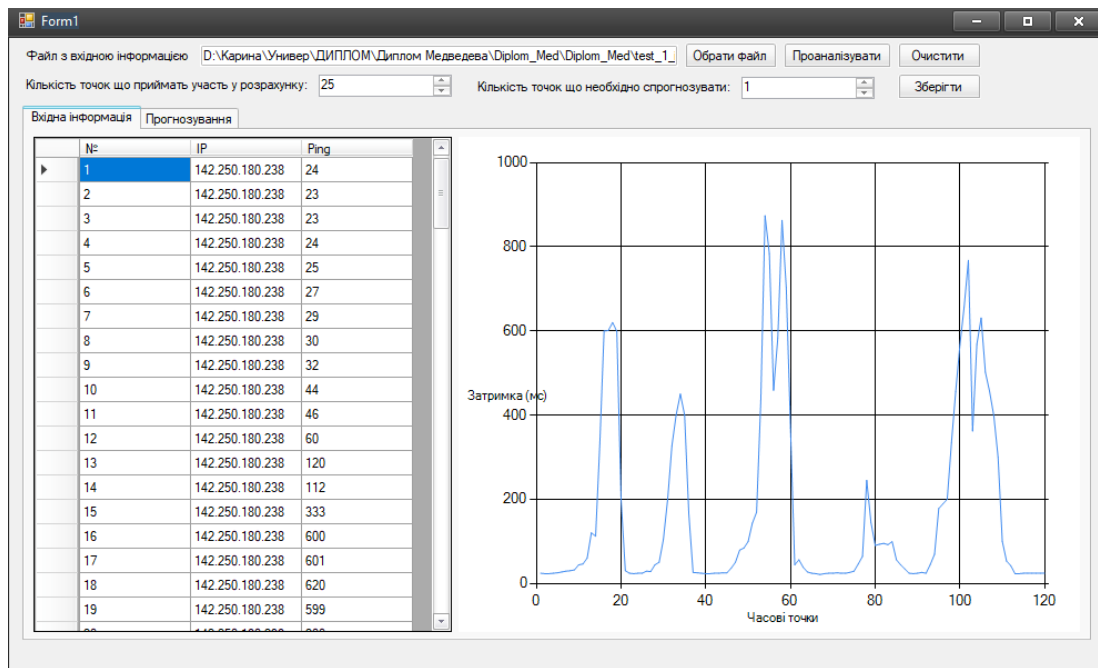 Form1
Файл з вхідною інформацією D:\Карина\Универ\ДИПЛОМ\Диплом Медведева\Diplom_Med\Diplom_Med\test_1_ Обрати файл Проаналізувати Очистити
Кількість точок що приймать участь у розрахунку: 25 Кількість точок що необхідно спрогнозувати: 1 Зберігти
Вхідна інформація Прогнозування
№ IP Ping
1 142.250.180.238 24
2 142.250.180.238 23
3 142.250.180.238 23
4 142.250.180.238 24
5 142.250.180.238 25
6 142.250.180.238 27
7 142.250.180.238 29
8 142.250.180.238 30
9 142.250.180.238 32
10 142.250.180.238 44
11 142.250.180.238 46
12 142.250.180.238 60
13 142.250.180.238 120
14 142.250.180.238 112
15 142.250.180.238 333
16 142.250.180.238 600
17 142.250.180.238 601
18 142.250.180.238 620
19 142.250.180.238 599
1000
800
600
Затримка (мс)
400
200
0
0 20 40 60 80 100 120
Часові точки